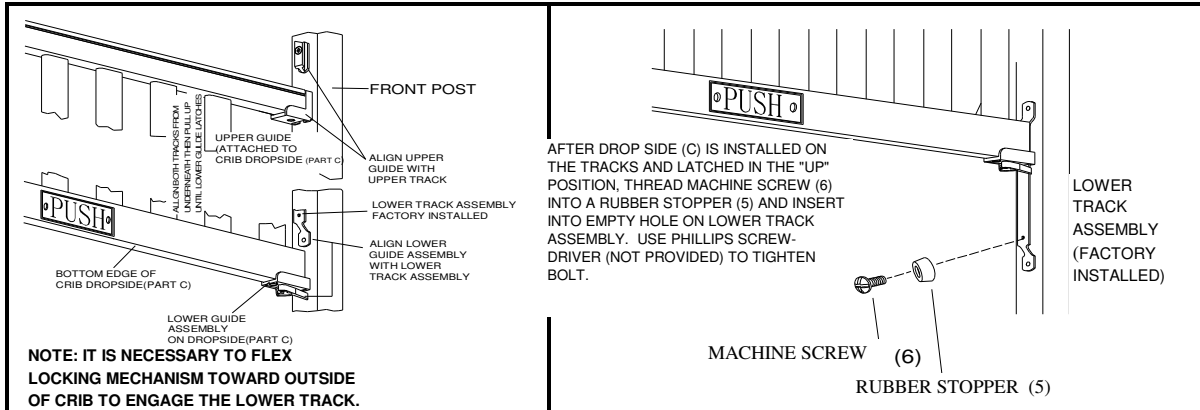 FRONT POST
ALIGN BOTH TRACKS FROM
UNDERNEATH THEN PULL UP
UNTIL LOWER GUIDE LATCHES
UPPER GUIDE
(ATTACHED TO
CRIB DROPSIDE (PART C)
ALIGN UPPER
GUIDE WITH
UPPER TRACK
LOWER TRACK ASSEMBLY
FACTORY INSTALLED
PUSH
ALIGN LOWER
GUIDE ASSEMBLY
WITH LOWER
TRACK ASSEMBLY
BOTTOM EDGE OF
CRIB DROPSIDE(PART C)
LOWER GUIDE
ASSEMBLY
ON DROPSIDE(PART C)
NOTE: IT IS NECESSARY TO FLEX
LOCKING MECHANISM TOWARD OUTSIDE
OF CRIB TO ENGAGE THE LOWER TRACK.
PUSH
AFTER DROP SIDE (C) IS INSTALLED ON
THE TRACKS AND LATCHED IN THE "UP"
POSITION, THREAD MACHINE SCREW (6)
INTO A RUBBER STOPPER (5) AND INSERT
INTO EMPTY HOLE ON LOWER TRACK
ASSEMBLY. USE PHILLIPS SCREW-
DRIVER (NOT PROVIDED) TO TIGHTEN
BOLT.
LOWER
TRACK
ASSEMBLY
(FACTORY
INSTALLED)
MACHINE SCREW (6)
RUBBER STOPPER (5)